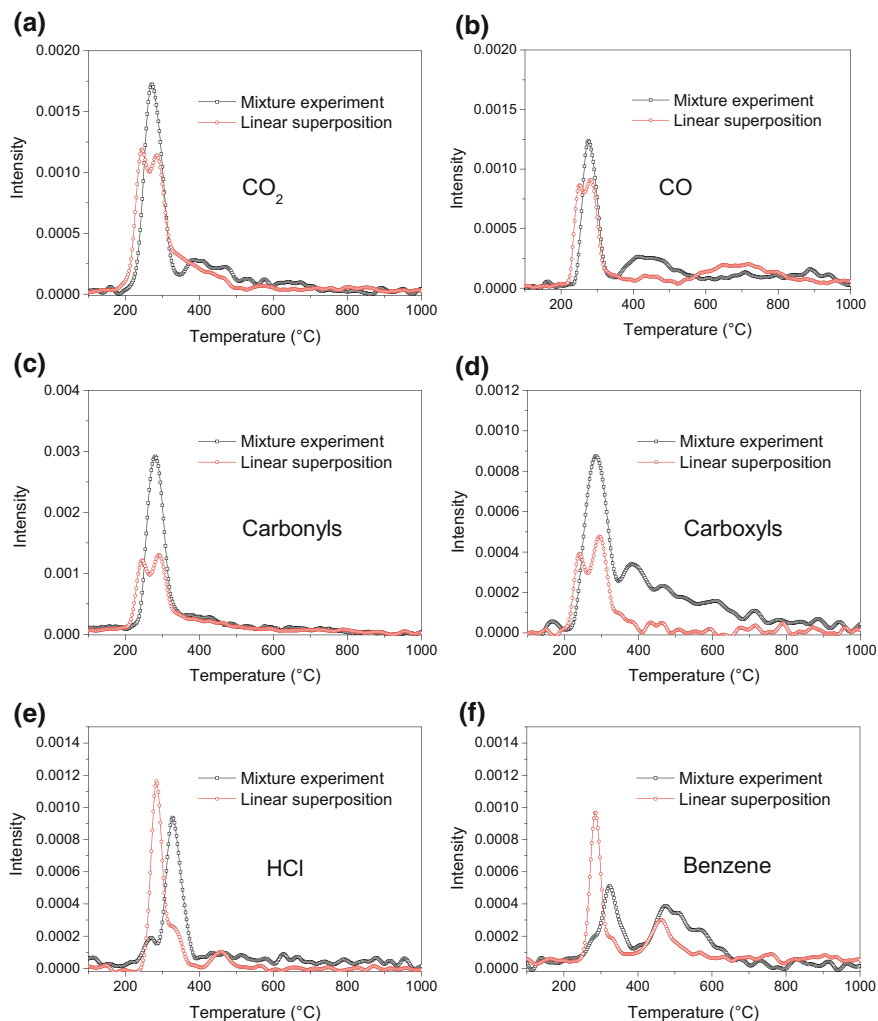 (a)
0.0020
0.0015
0.0010
0.0005
0.0000
Intensity
Mixture experiment
Linear superposition
CO₂
200 400 600 800 1000
Temperature (°C)
(b)
0.0020
0.0015
0.0010
0.0005
0.0000
Intensity
Mixture experiment
Linear superposition
CO
200 400 600 800 1000
Temperature (°C)
(c)
0.004
0.003
0.002
0.001
0.000
Intensity
Mixture experiment
Linear superposition
Carbonyls
200 400 600 800 1000
Temperature (°C)
(d)
0.0012
0.0010
0.0008
0.0006
0.0004
0.0002
0.0000
Intensity
Mixture experiment
Linear superposition
Carboxyls
200 400 600 800 1000
Temperature (°C)
(e)
0.0014
0.0012
0.0010
0.0008
0.0006
0.0004
0.0002
0.0000
Intensity
Mixture experiment
Linear superposition
HCl
200 400 600 800 1000
Temperature (°C)
(f)
0.0014
0.0012
0.0010
0.0008
0.0006
0.0004
0.0002
0.0000
Intensity
Mixture experiment
Linear superposition
Benzene
200 400 600 800 1000
Temperature (°C)